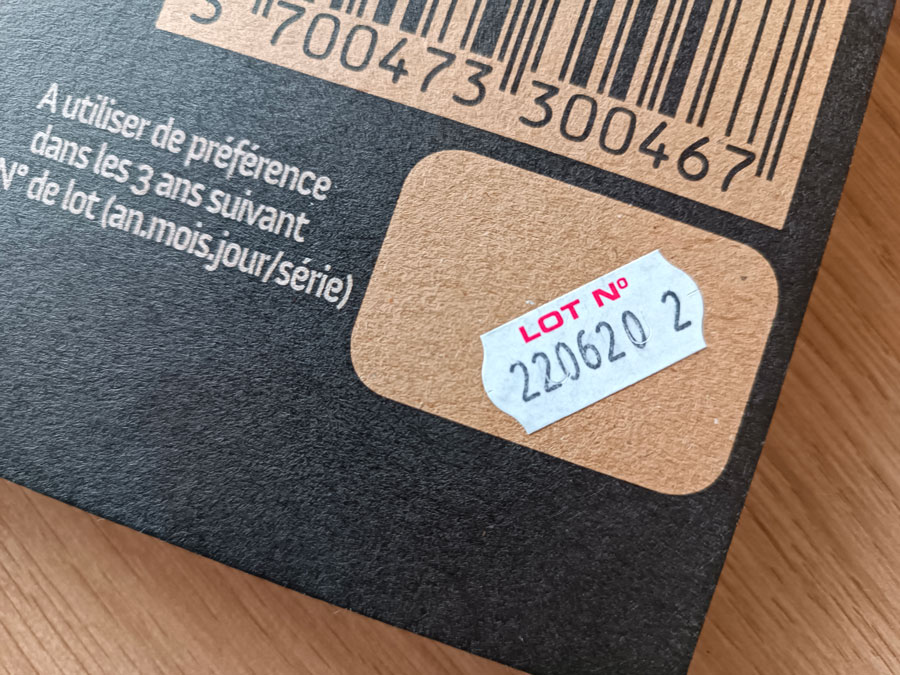 3 700473 300467
A utiliser de préférence
dans les 3 ans suivant
N° de lot (an.mois.jour/série)
LOT Nº
220620 2